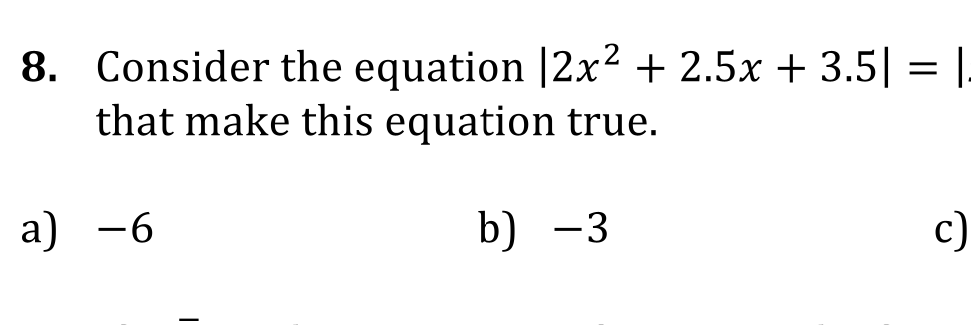 8. Consider the equation |2x² + 2.5x + 3.5| = |
that make this equation true.
a) −6 b) −3 c)